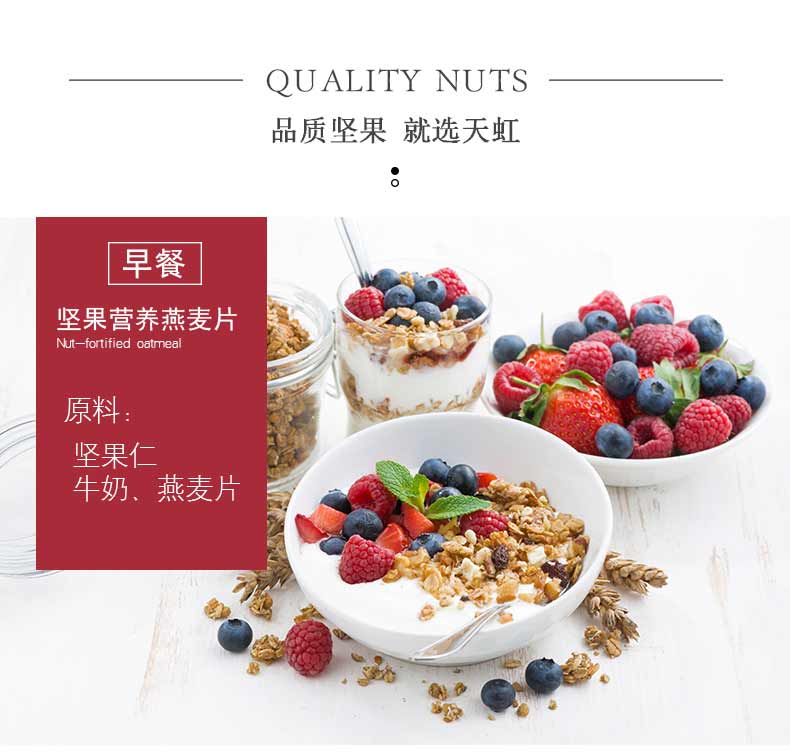 QUALITY NUTS
品质坚果 就选天虹
早餐
坚果营养燕麦片
Nut-fortified oatmeal
原料：
坚果仁
牛奶、燕麦片